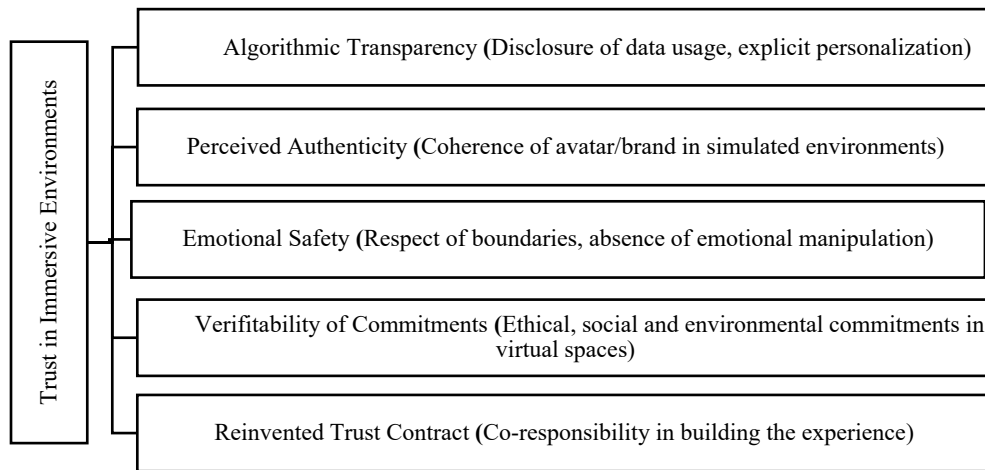 Trust in Immersive Environments
Algorithmic Transparency (Disclosure of data usage, explicit personalization)
Perceived Authenticity (Coherence of avatar/brand in simulated environments)
Emotional Safety (Respect of boundaries, absence of emotional manipulation)
Verifitability of Commitments (Ethical, social and environmental commitments in
virtual spaces)
Reinvented Trust Contract (Co-responsibility in building the experience)